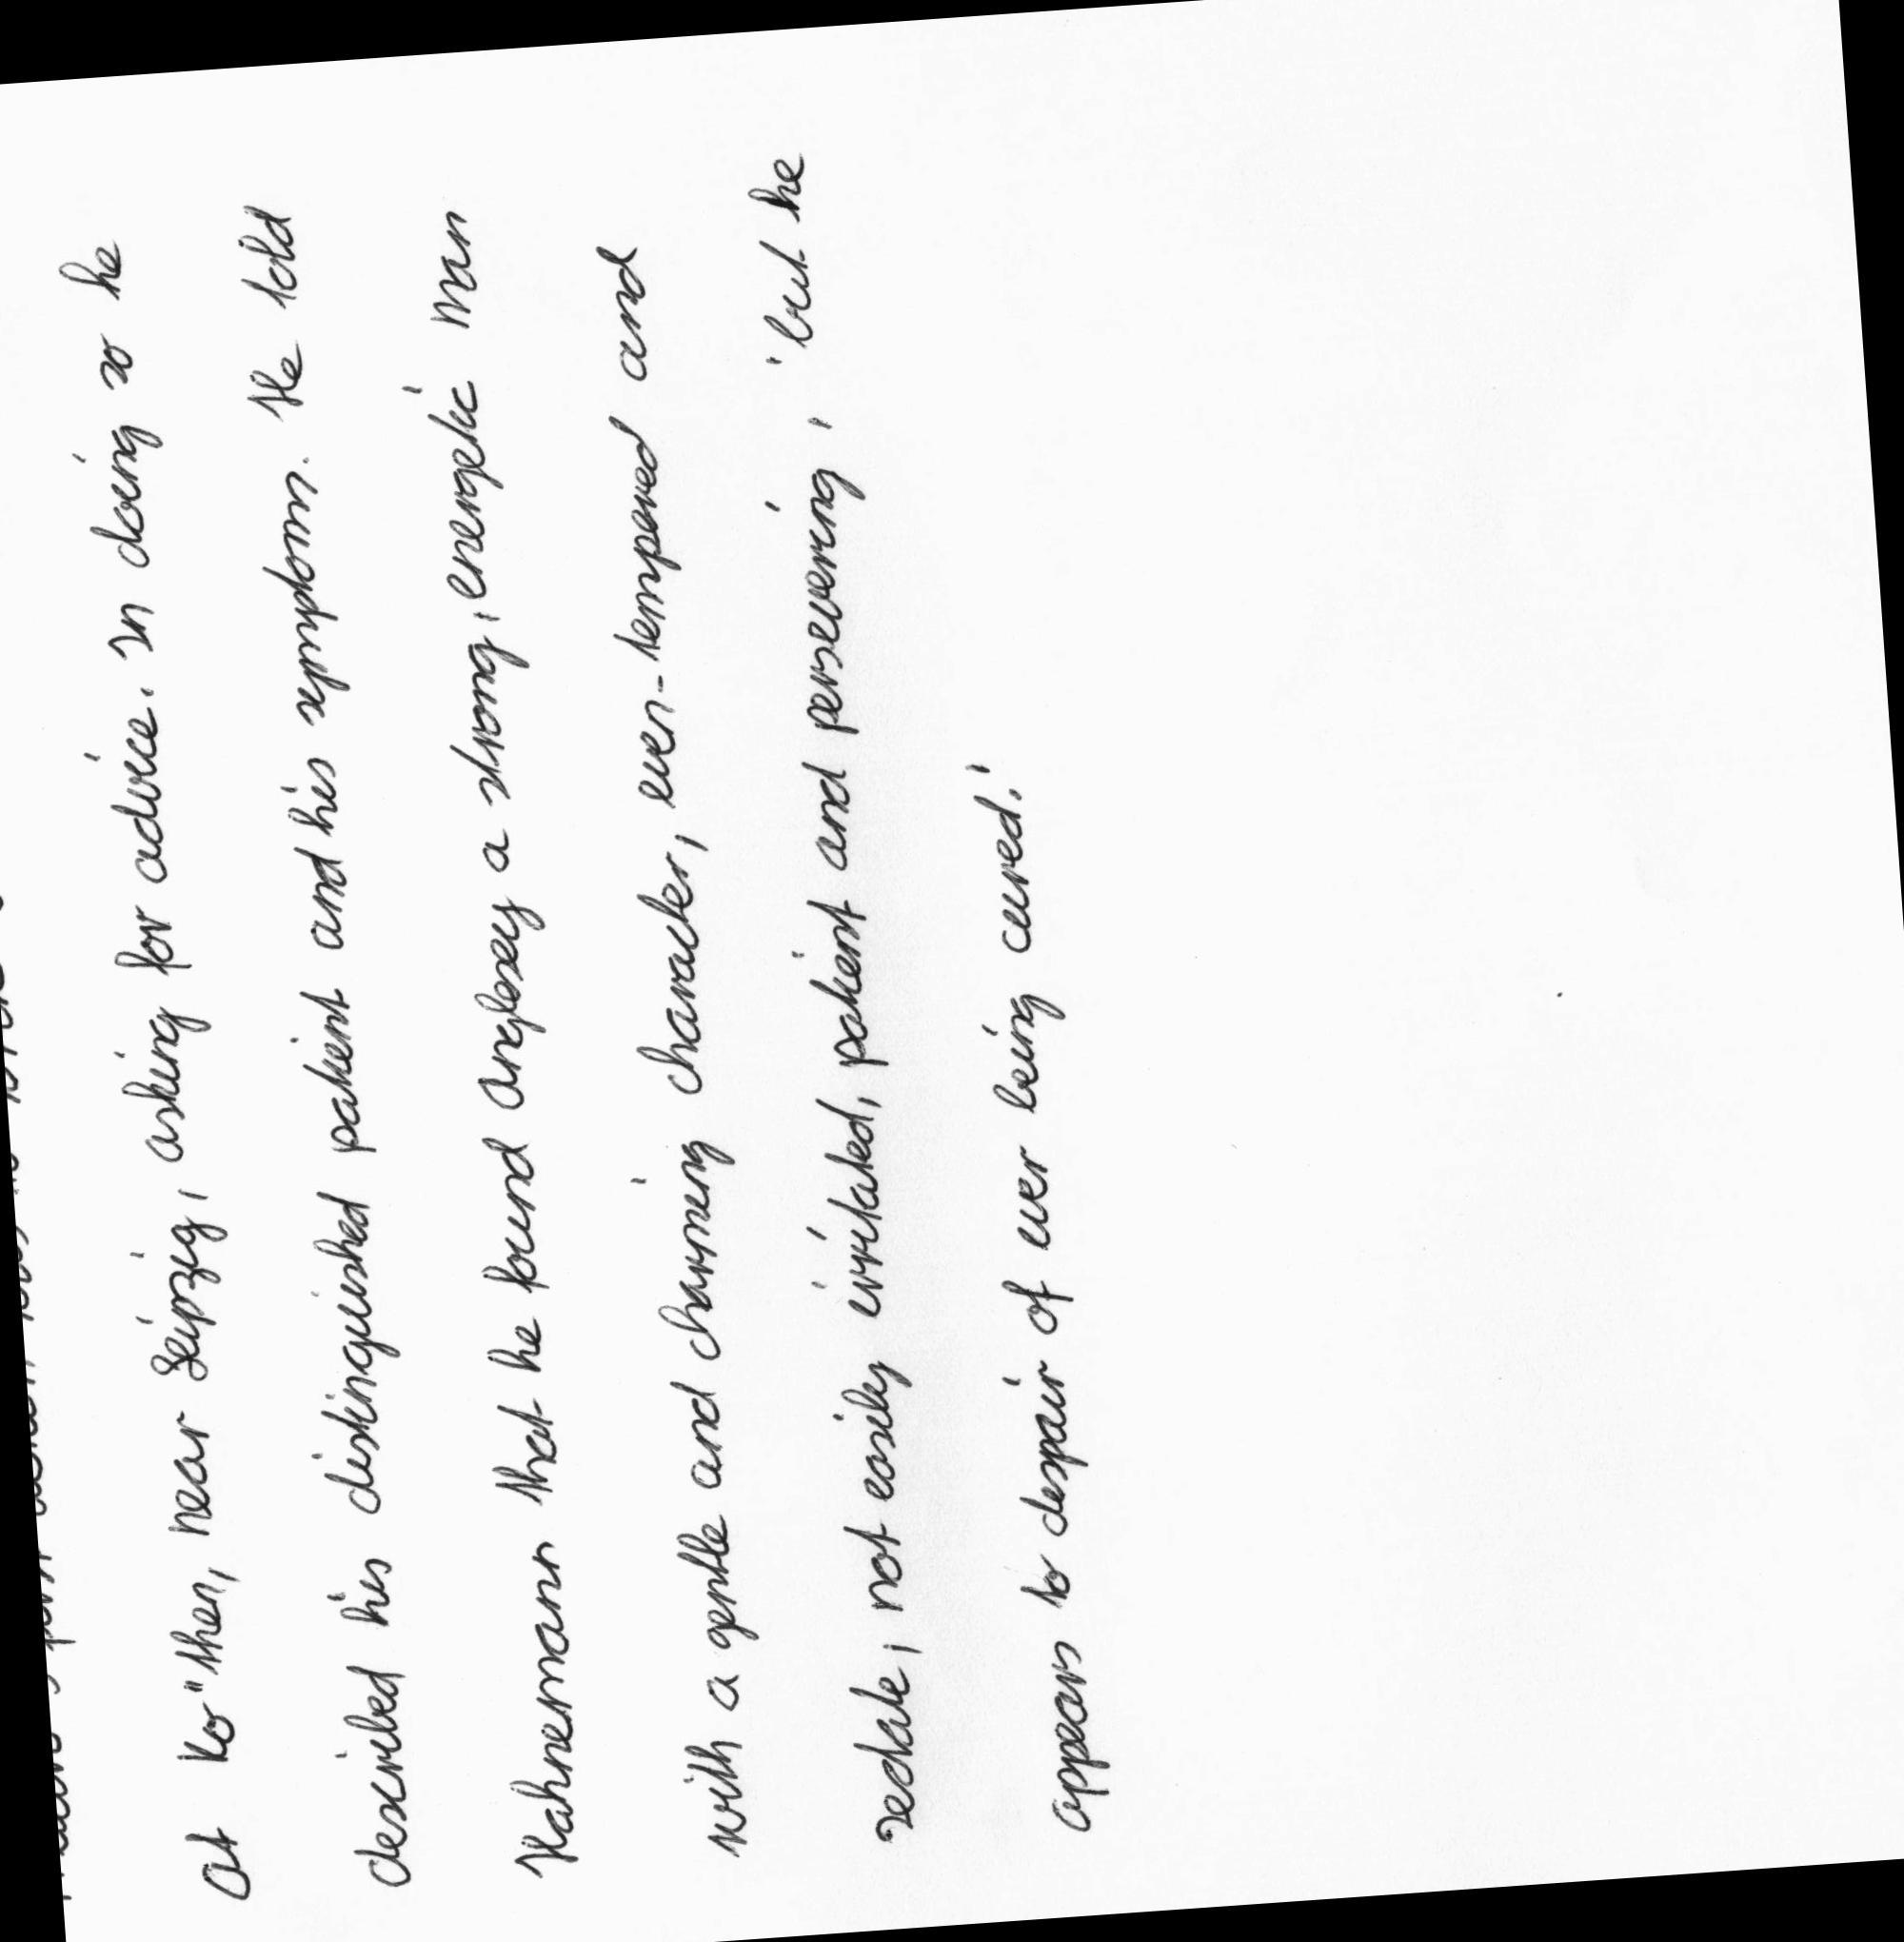 at Ko"then, near Leipzig, asking for advice. In doing so he
described his distinguished patient and his symptoms. He told
Hahnemann that he found Anglesey a 'strong, energetic' man
with a gentle and charming character, even-tempered and
sedate, not easily irritated, patient and persevering', 'but he
appears to despair of ever being cured.'